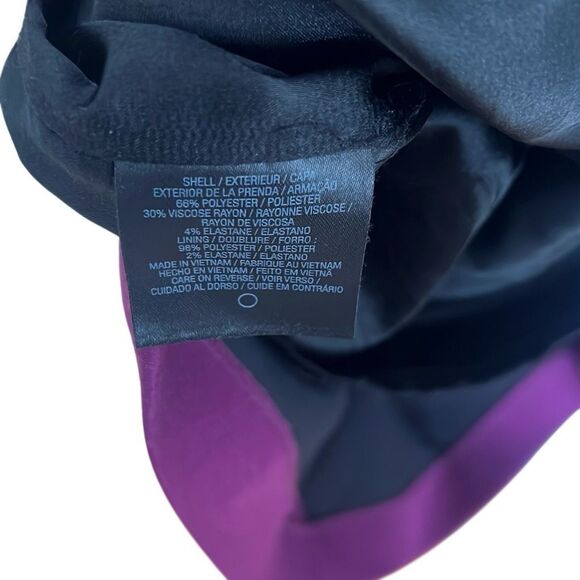 SHELL / EXTERIEUR / CAPA
EXTERIOR DE LA PRENDA / ARMAÇÃO
66% POLYESTER / POLIESTER
30% VISCOSE RAYON / RAYONNE VISCOSE /
RAYON DE VISCOSA
4% ELASTANE / ELASTANO
LINING / DOUBLURE / FORRO :
98% POLYESTER / POLIESTER
2% ELASTANE / ELASTANO
MADE IN VIETNAM / FABRIQUE AU VIETNAM
HECHO EN VIETNAM / FEITO EM VIETNÃ
CARE ON REVERSE / VOIR VERSO /
CUIDADO AL DORSO / CUIDE EM CONTRÁRIO